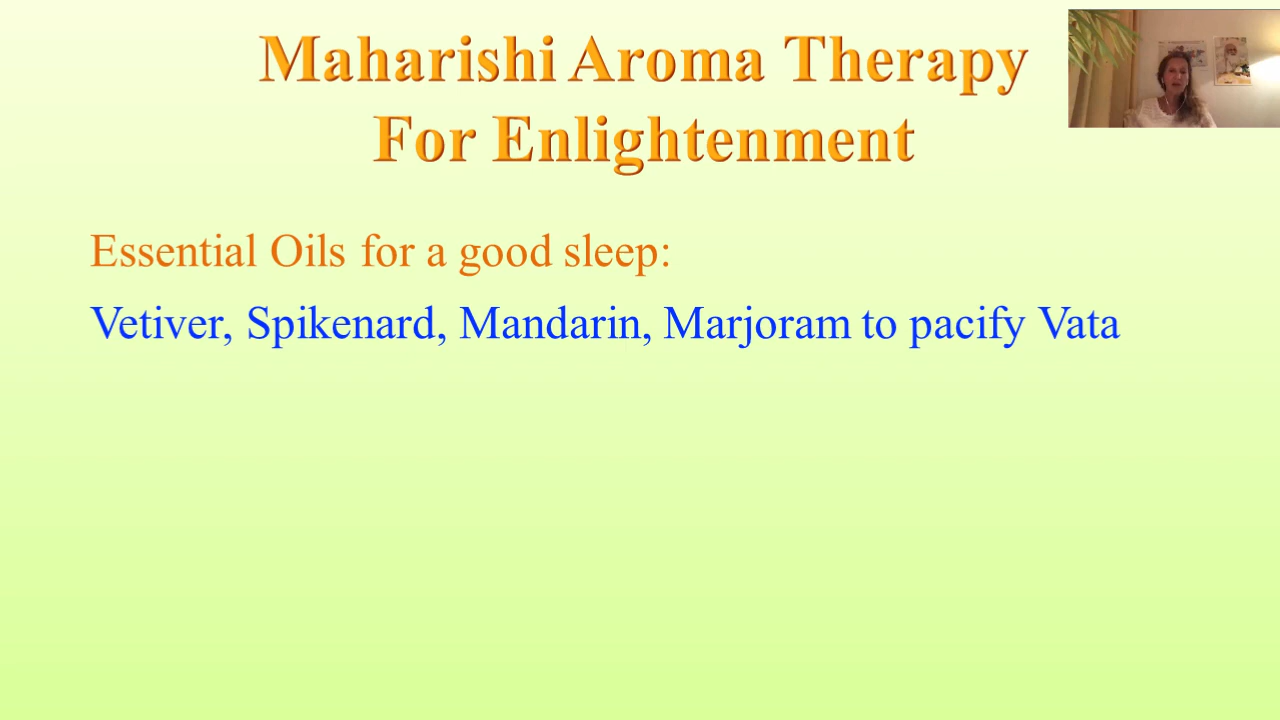 Maharishi Aroma Therapy
For Enlightenment
Essential Oils for a good sleep:
Vetiver, Spikenard, Mandarin, Marjoram to pacify Vata